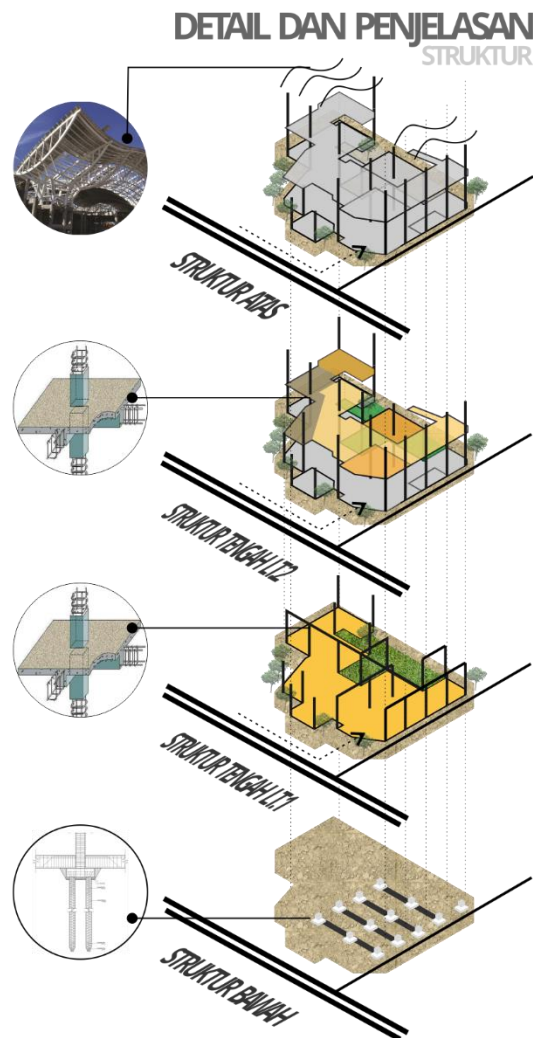 DETAIL DAN PENJELASAN
STRUKTUR
STRUKTUR ATAS
STRUKTUR TENGAH LT.2
STRUKTUR TENGAH LT.1
STRUKTUR BAWAH